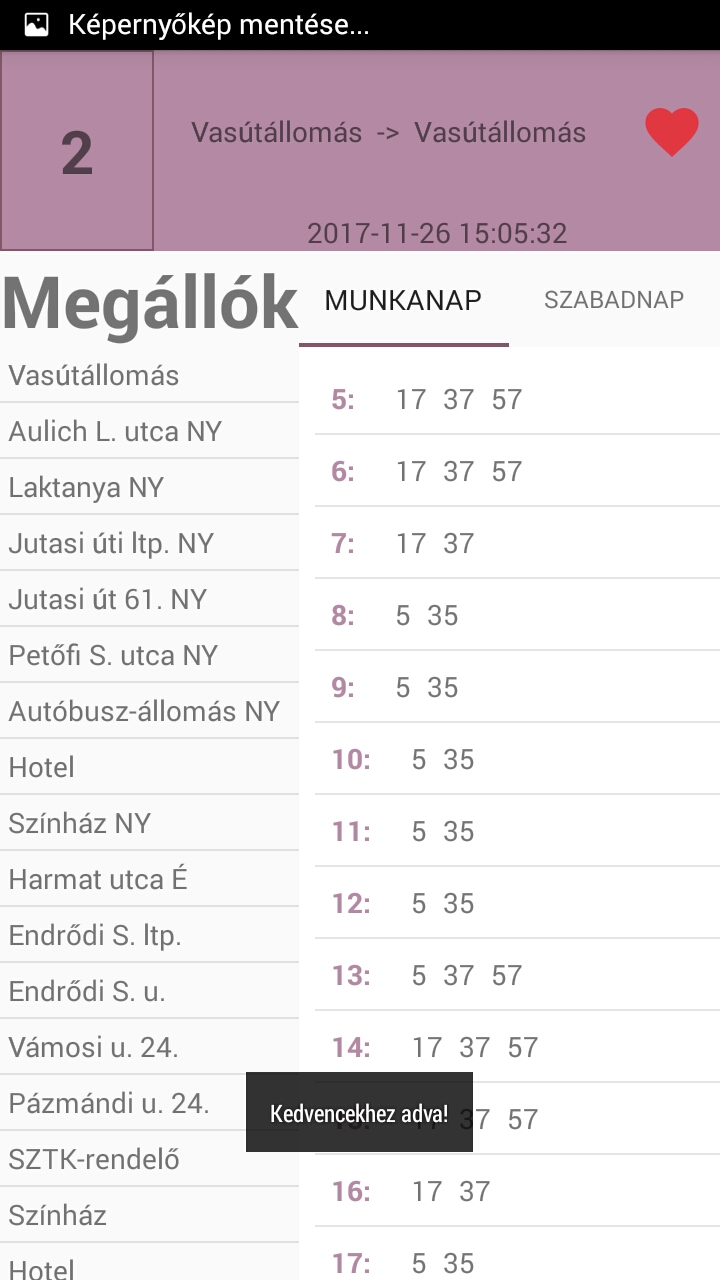 Képernyőkép mentése...
2
Vasútállomás -> Vasútállomás
2017-11-26 15:05:32
Megállók
MUNKANAP
SZABADNAP
Vasútállomás
Aulich L. utca NY
Laktanya NY
Jutasi úti ltp. NY
Jutasi út 61. NY
Petőfi S. utca NY
Autóbusz-állomás NY
Hotel
Színház NY
Harmat utca É
Endrődi S. ltp.
Endrődi S. u.
Vámosi u. 24.
Pázmándi u. 24.
SZTK-rendelő
Színház
Hotel
5: 17 37 57
6: 17 37 57
7: 17 37
8: 5 35
9: 5 35
10: 5 35
11: 5 35
12: 5 35
13: 5 37 57
14: 17 37 57
37 57
16: 17 37
17: 5 35
Kedvencekhez adva!